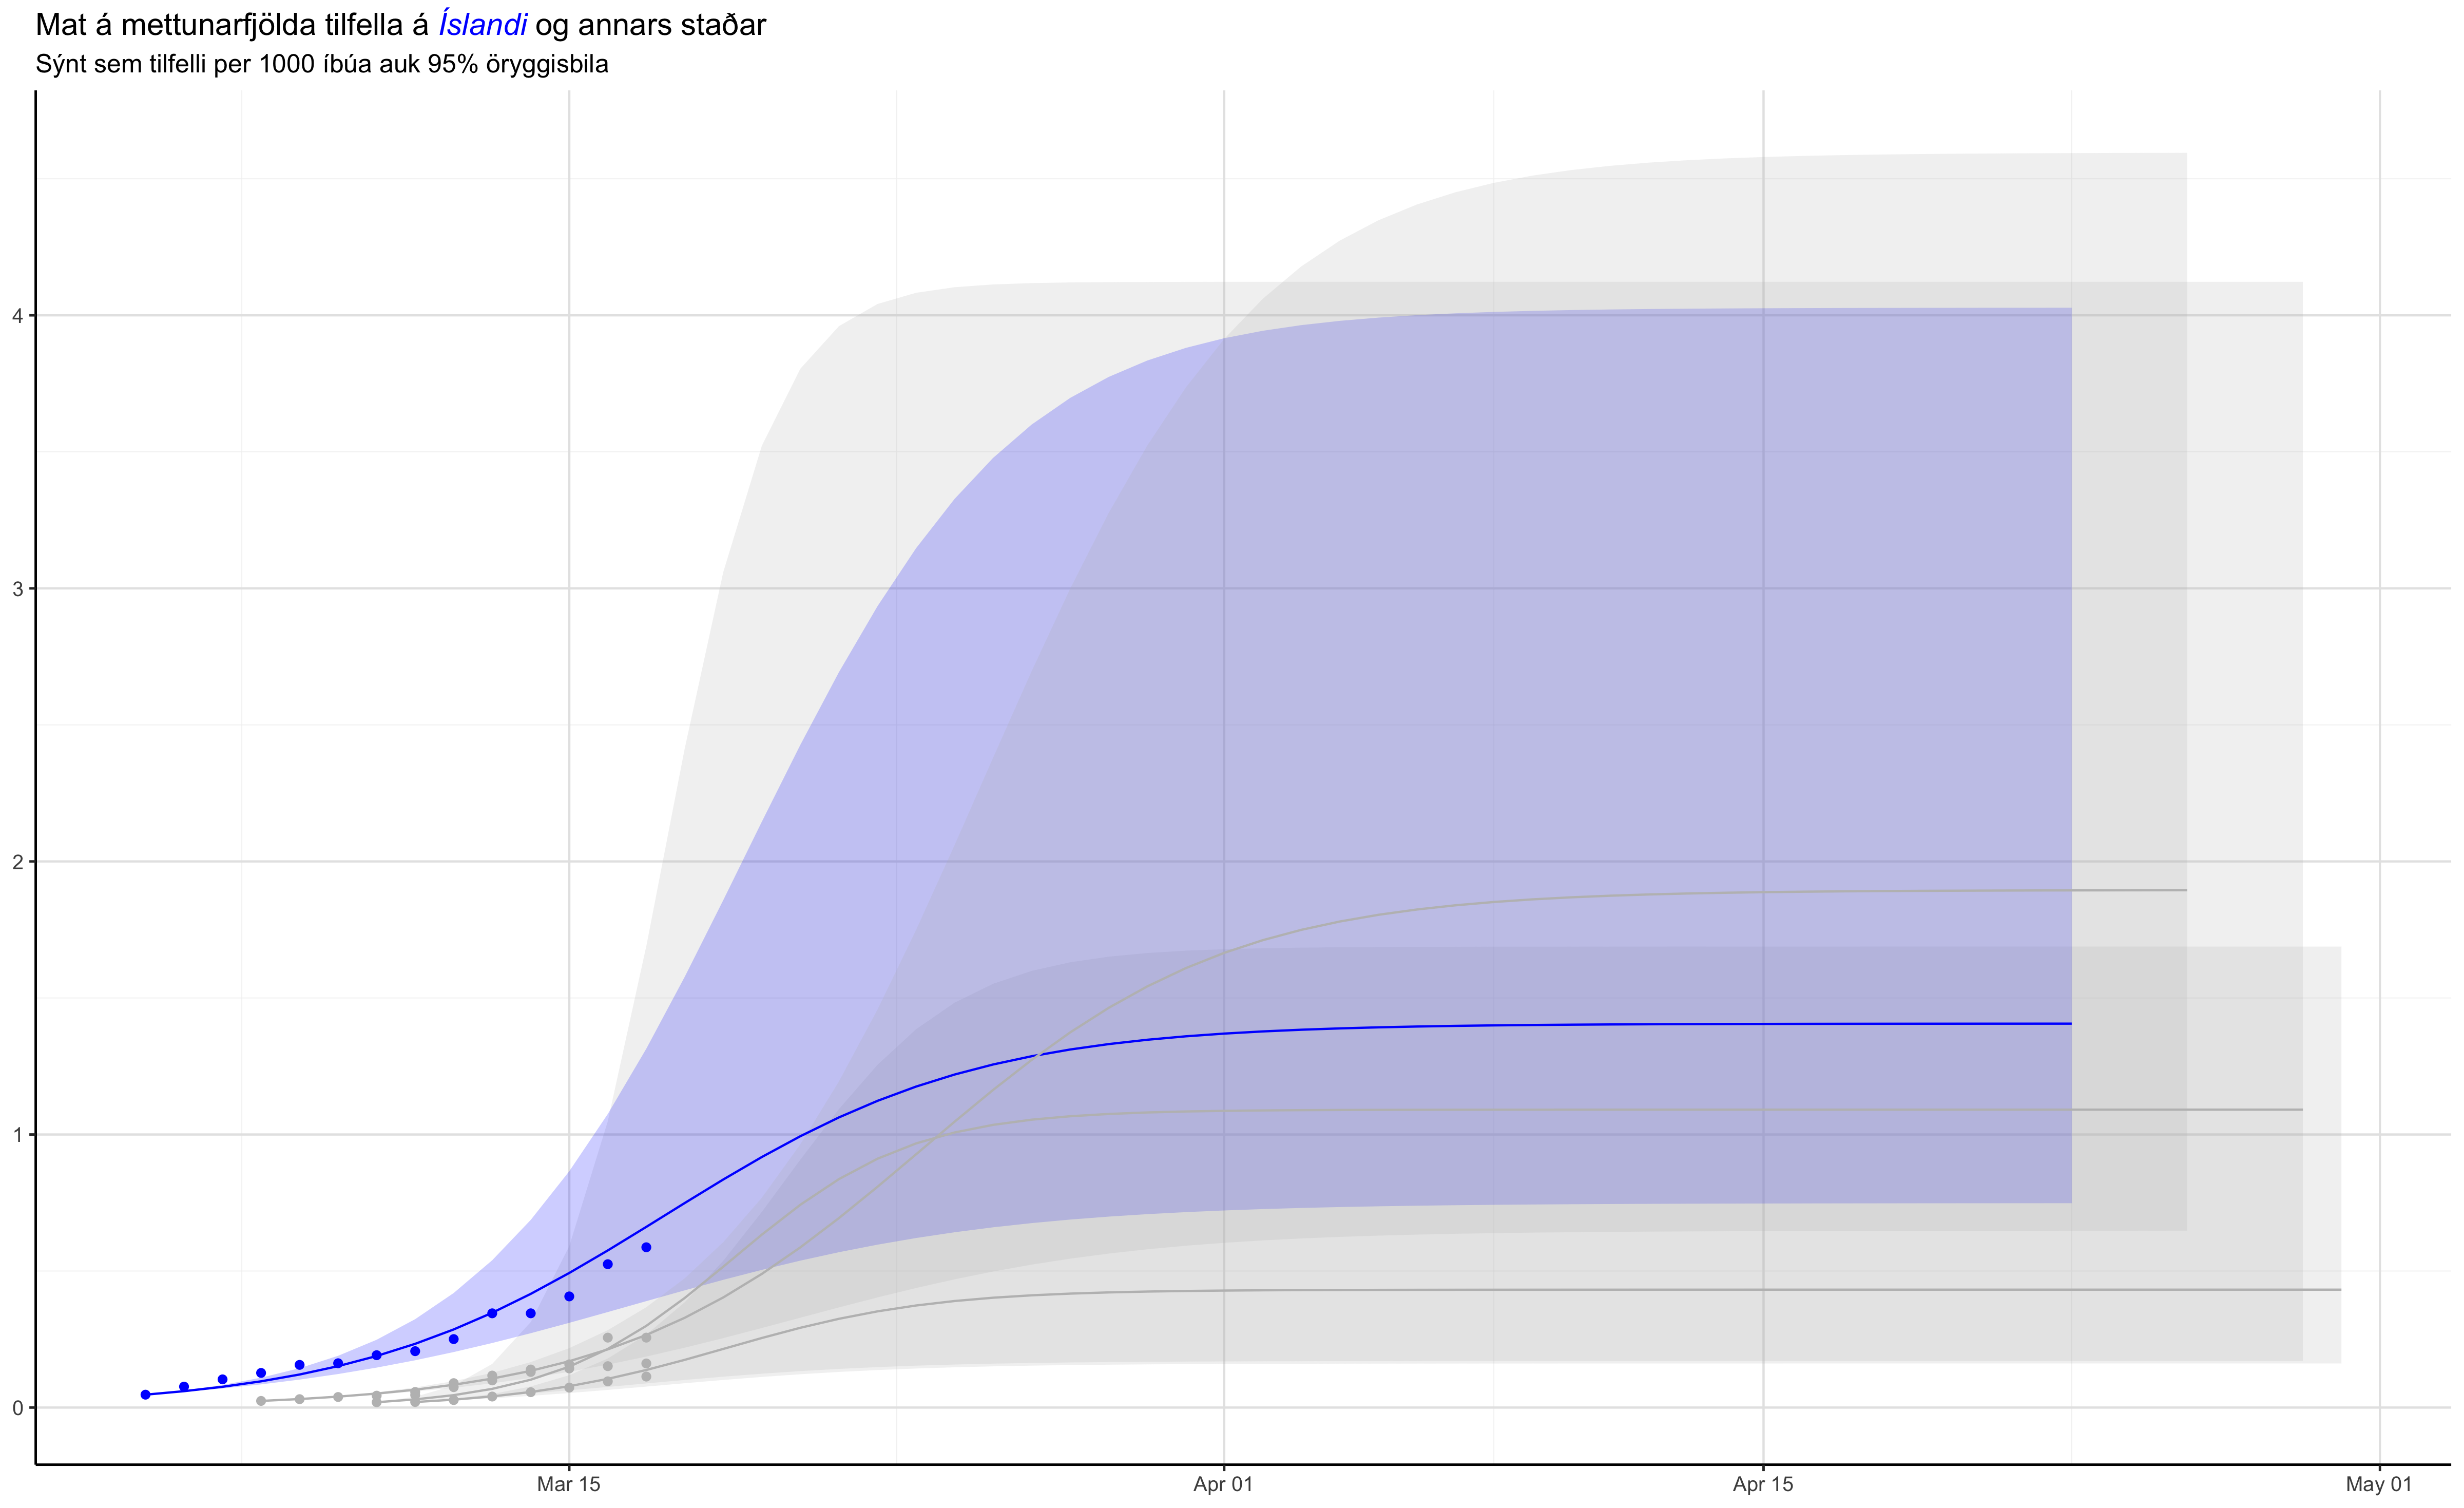 Mat á mettunarfjölda tilfella á Íslandi og annars staðar
Sýnt sem tilfelli per 1000 íbúa auk 95% öryggisbila
4
3
2
1
0
Mar 15
Apr 01
Apr 15
May 01